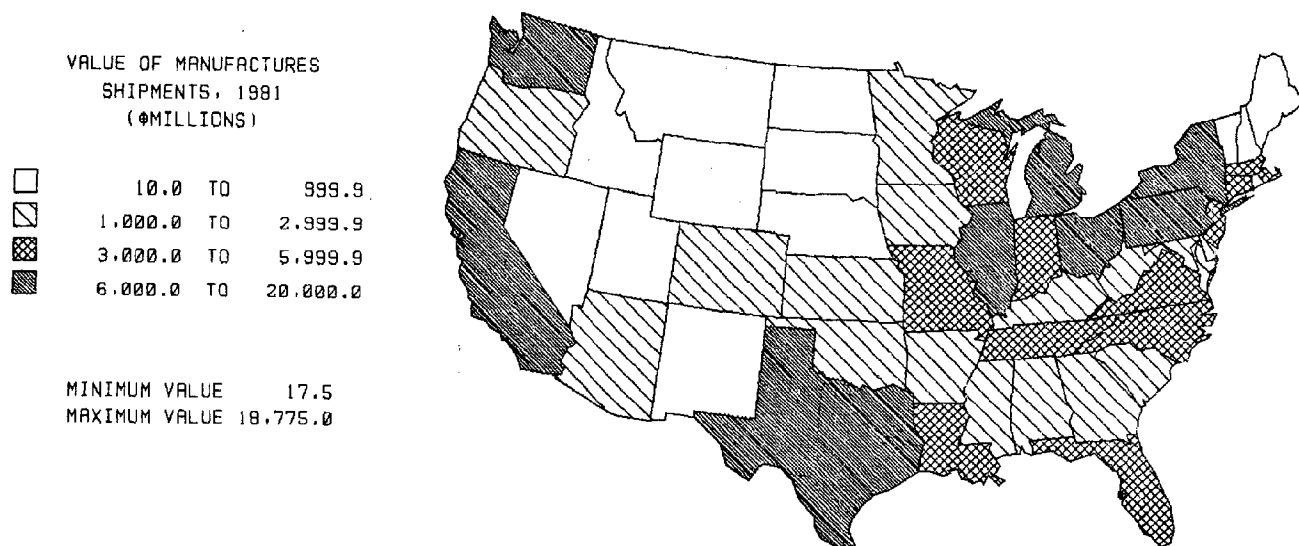 VALUE OF MANUFACTURES
SHIPMENTS, 1981
($MILLIONS)
10.0 TO 999.9
1,000.0 TO 2,999.9
3,000.0 TO 5,999.9
6,000.0 TO 20,000.0
MINIMUM VALUE 17.5
MAXIMUM VALUE 18,775.0